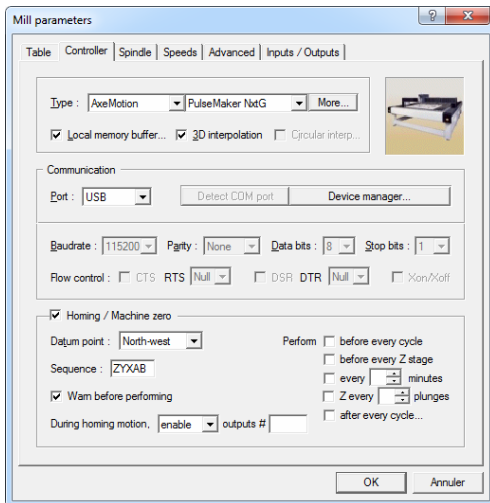 Mill parameters
Table Controller Spindle Speeds Advanced Inputs / Outputs
Type : AxeMotion PulseMaker NxtG More...
Local memory buffer... 3D interpolation Circular interp...
Communication
Port : USB Detect COM port Device manager...
Baudrate : 115200 Parity : None Data bits : 8 Stop bits : 1
Flow control : CTS RTS Null DSR DTR Null Xon/Xoff
Homing / Machine zero
Datum point : North-west Perform before every cycle
before every Z stage
Sequence : ZYXAB every minutes
Warn before performing Z every plunges
During homing motion, enable outputs # after every cycle...
OK Annuler